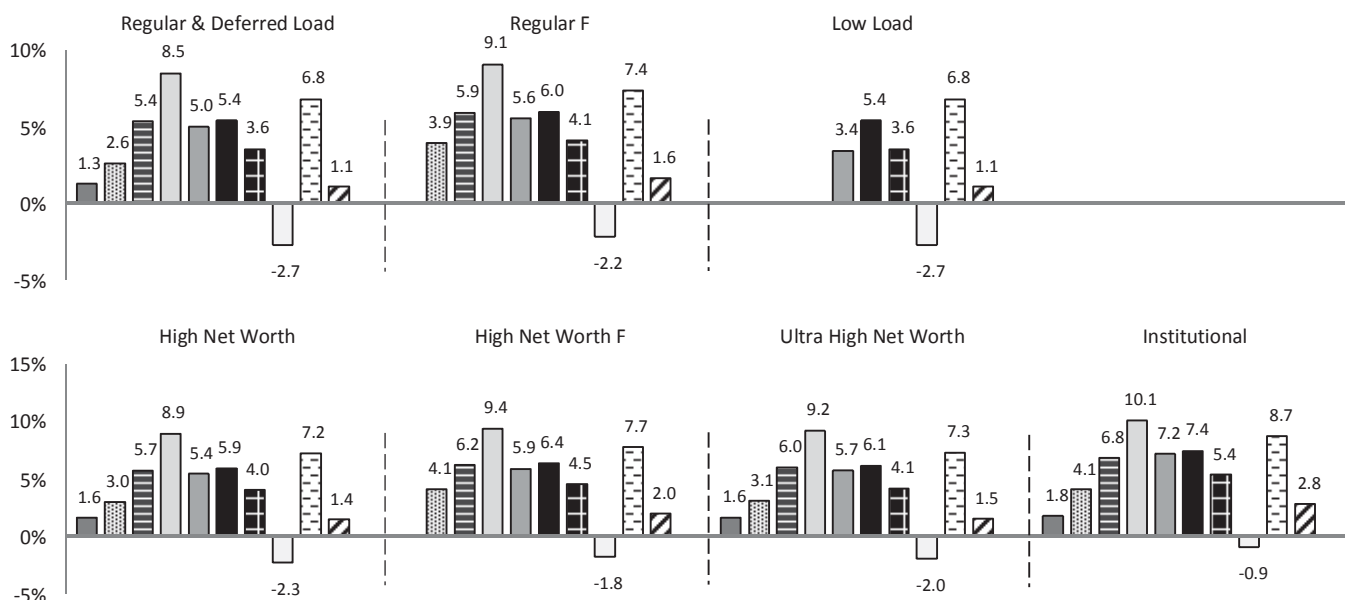 Regular & Deferred Load Regular F Low Load
10%
5%
0%
-5%
1.3 2.6 5.4 8.5 5.0 5.4 3.6 -2.7 6.8 1.1
3.9 5.9 9.1 5.6 6.0 4.1 -2.2 7.4 1.6
3.4 5.4 3.6 -2.7 6.8 1.1
High Net Worth High Net Worth F Ultra High Net Worth Institutional
15%
10%
5%
0%
-5%
1.6 3.0 5.7 8.9 5.4 5.9 4.0 -2.3 7.2 1.4
4.1 6.2 9.4 5.9 6.4 4.5 -1.8 7.7 2.0
1.6 3.1 6.0 9.2 5.7 6.1 4.1 -2.0 7.3 1.5
1.8 4.1 6.8 10.1 7.2 7.4 5.4 -0.9 8.7 2.8